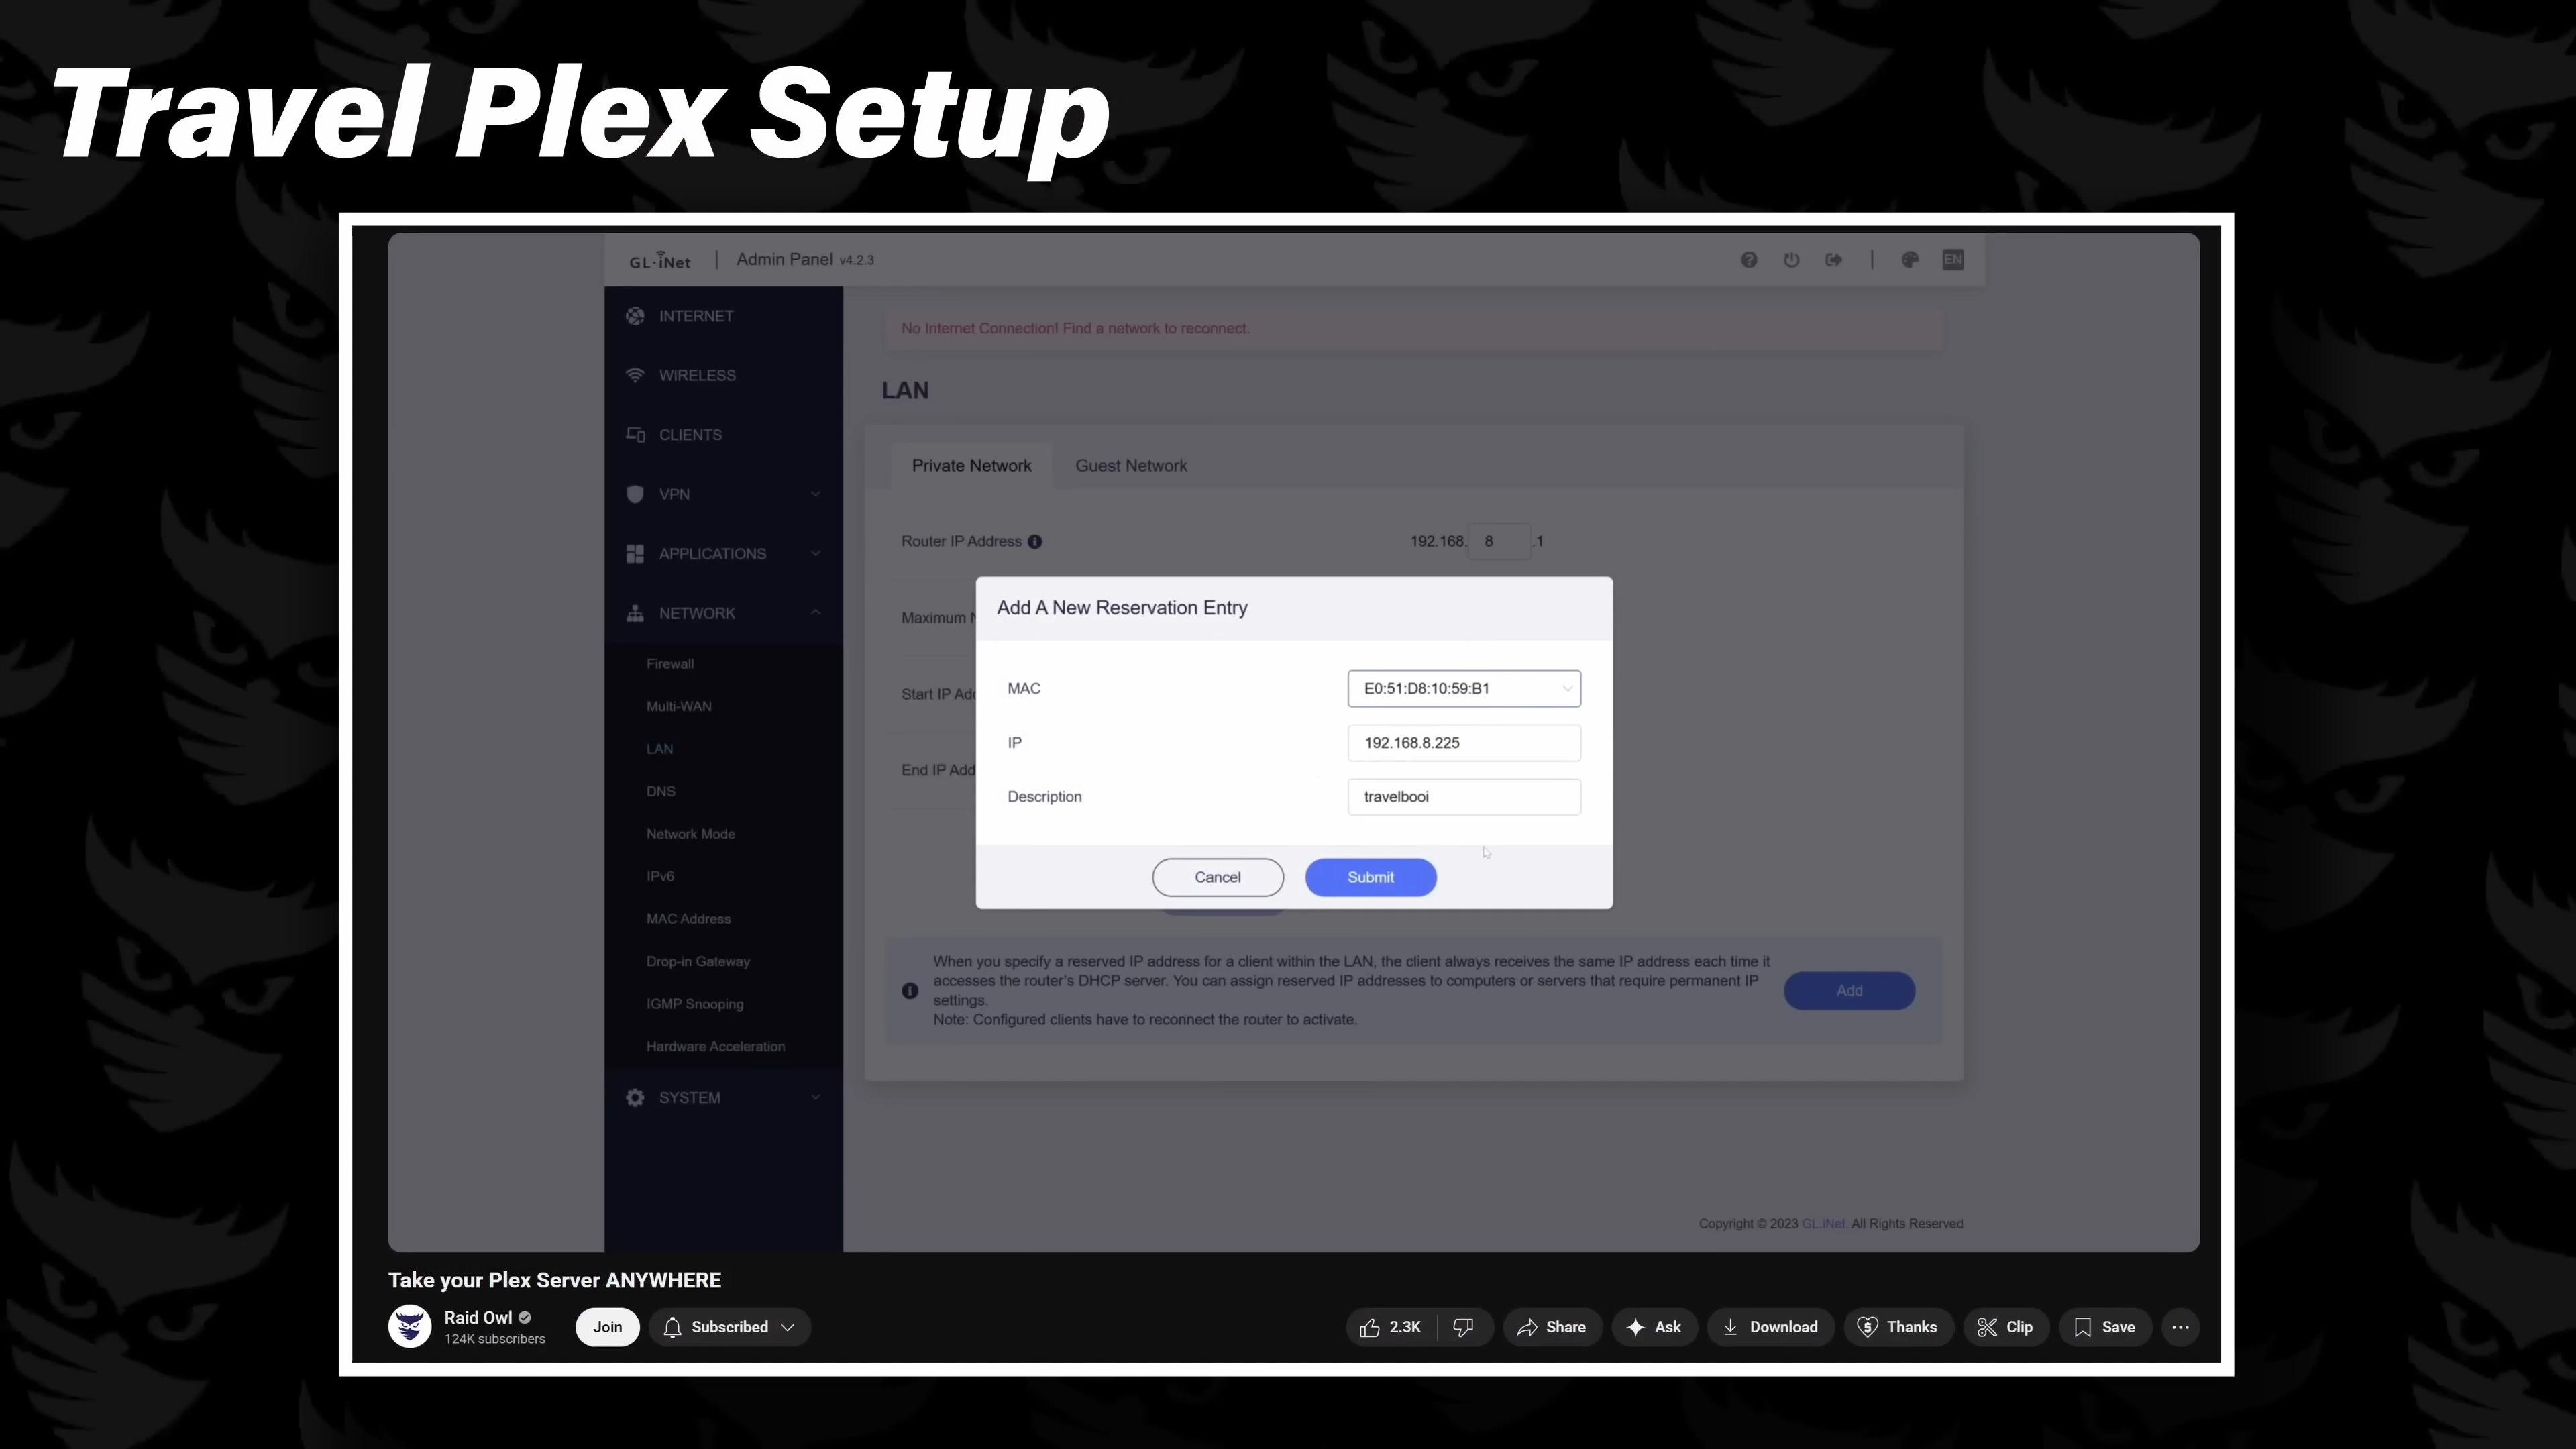 Travel Plex Setup
GL·iNet | Admin Panel v4.2.3
EN
INTERNET
WIRELESS
CLIENTS
VPN
APPLICATIONS
NETWORK
Firewall
Multi-WAN
LAN
DNS
Network Mode
IPv6
MAC Address
Drop-in Gateway
IGMP Snooping
Hardware Acceleration
SYSTEM
No Internet Connection! Find a network to reconnect.
LAN
Private Network Guest Network
Router IP Address 192.168. 8 .1
Maximum
Start IP
End IP
Add A New Reservation Entry
MAC E0:51:D8:10:59:B1
IP 192.168.8.225
Description travelbooi
Cancel Submit
When you specify a reserved IP address for a client within the LAN, the client always receives the same IP address each time it
accesses the router's DHCP server. You can assign reserved IP addresses to computers or servers that require permanent IP
settings.
Note: Configured clients have to reconnect the router to activate.
Add
Copyright © 2023 GL.iNet. All Rights Reserved
Take your Plex Server ANYWHERE
Raid Owl
124K subscribers
Join
Subscribed
2.3K
Share
Ask
Download
Thanks
Clip
Save